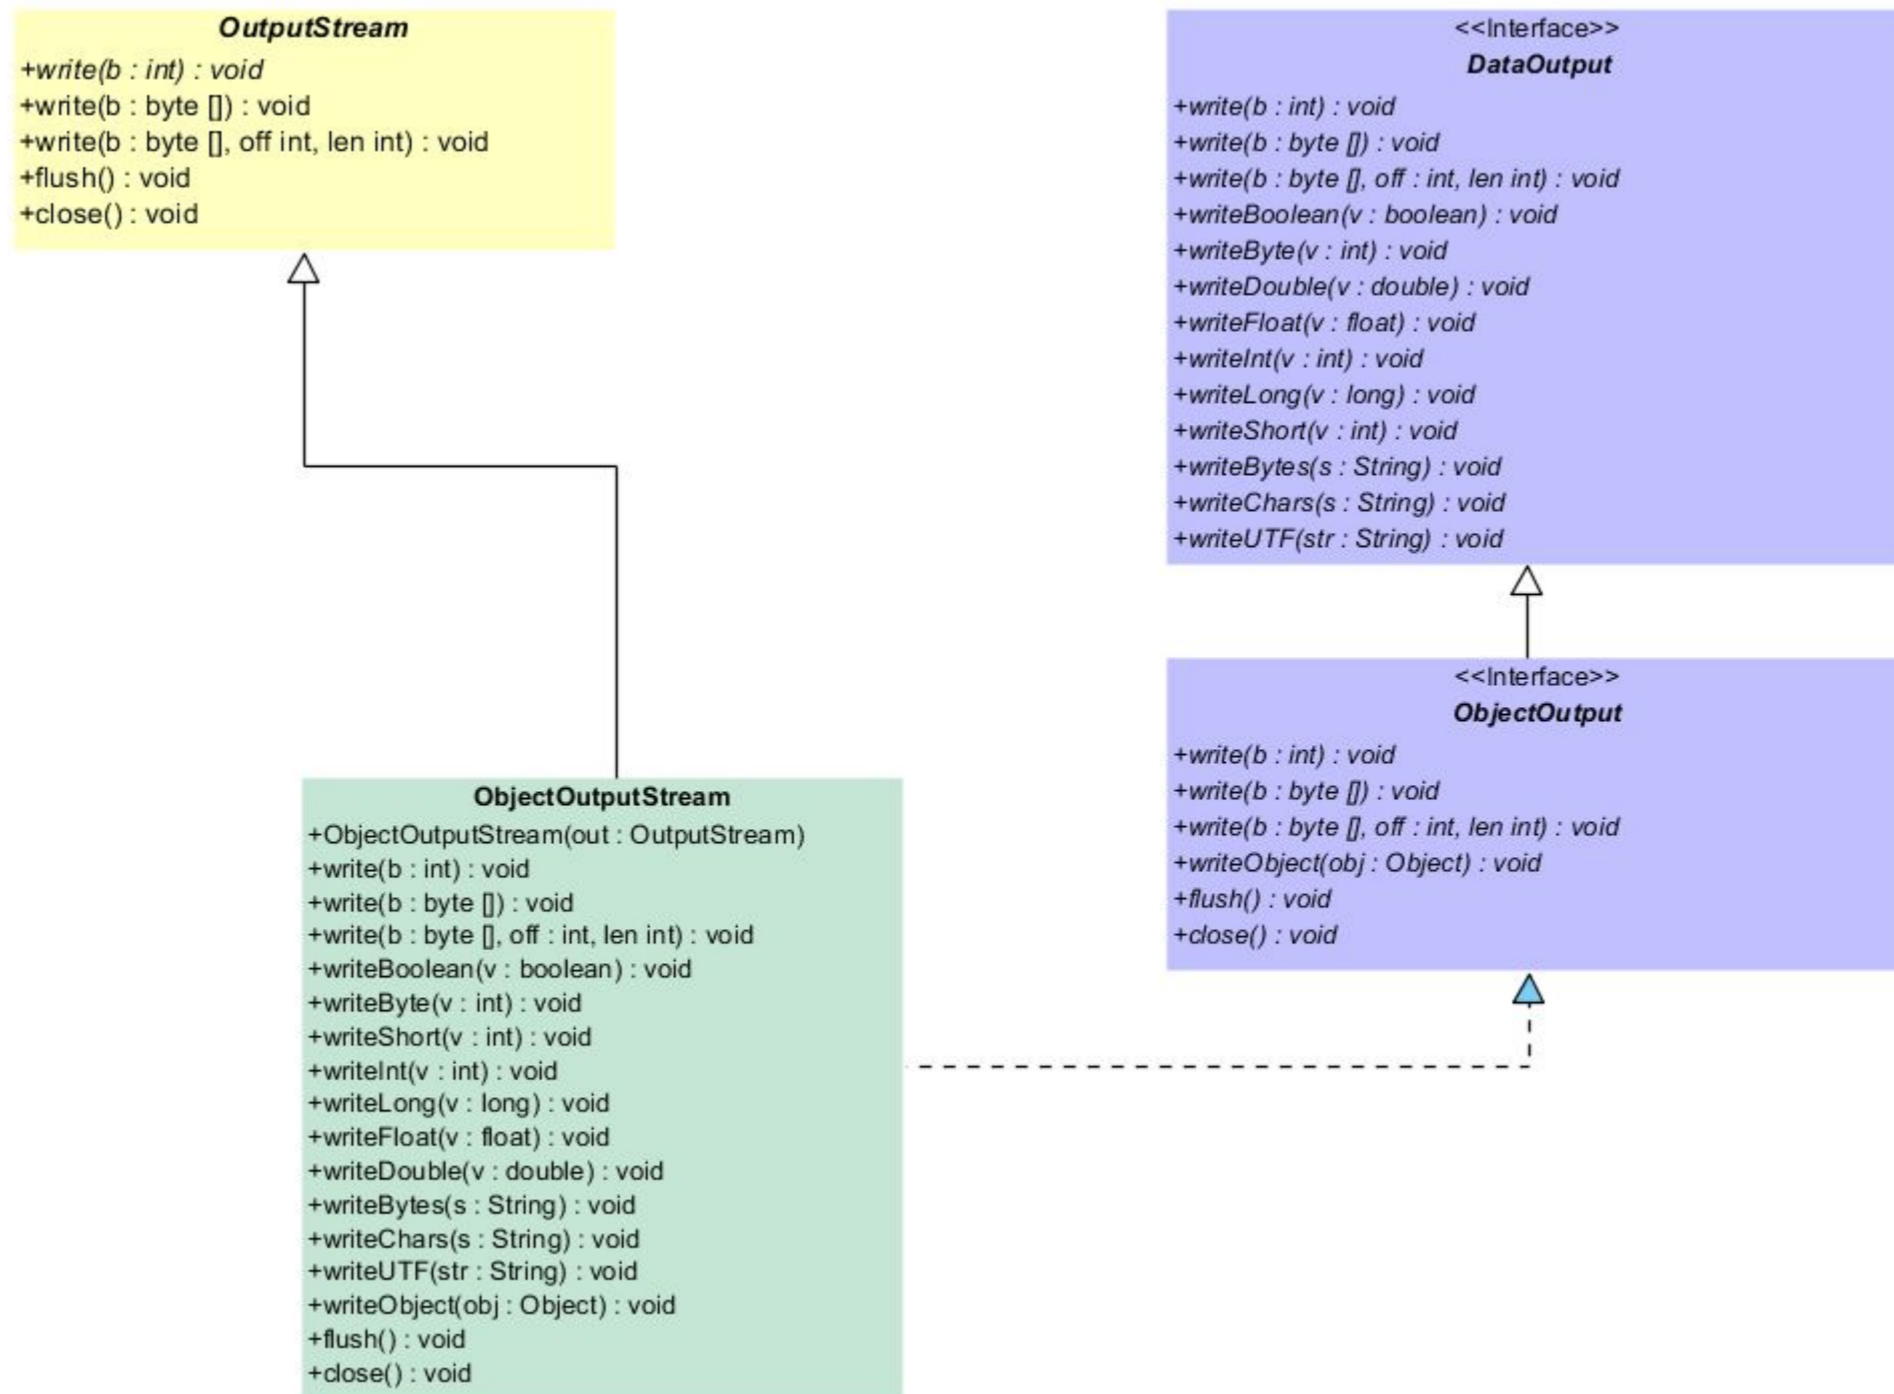 OutputStream
+write(b : int) : void
+write(b : byte []) : void
+write(b : byte [], off int, len int) : void
+flush() : void
+close() : void
<<Interface>>
DataOutput
+write(b : int) : void
+write(b : byte []) : void
+write(b : byte [], off : int, len int) : void
+writeBoolean(v : boolean) : void
+writeByte(v : int) : void
+writeDouble(v : double) : void
+writeFloat(v : float) : void
+writeInt(v : int) : void
+writeLong(v : long) : void
+writeShort(v : int) : void
+writeBytes(s : String) : void
+writeChars(s : String) : void
+writeUTF(str : String) : void
<<Interface>>
ObjectOutput
+write(b : int) : void
+write(b : byte []) : void
+write(b : byte [], off : int, len int) : void
+writeObject(obj : Object) : void
+flush() : void
+close() : void
ObjectOutputStream
+ObjectOutputStream(out : OutputStream)
+write(b : int) : void
+write(b : byte []) : void
+write(b : byte [], off : int, len int) : void
+writeBoolean(v : boolean) : void
+writeByte(v : int) : void
+writeShort(v : int) : void
+writeInt(v : int) : void
+writeLong(v : long) : void
+writeFloat(v : float) : void
+writeDouble(v : double) : void
+writeBytes(s : String) : void
+writeChars(s : String) : void
+writeUTF(str : String) : void
+writeObject(obj : Object) : void
+flush() : void
+close() : void